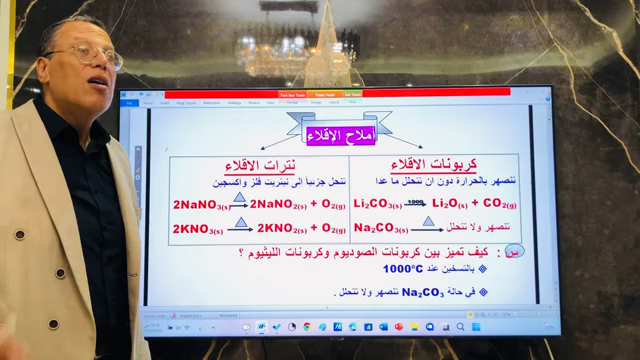 أملاح الإقلاء
كربونات الاقلاء
تنصهر بالحرارة دون ان تتحلل ما عدا
Li₂CO₃(s) 1000 Li₂O(s) + CO₂(g)
Na₂CO₃(s) تنصهر ولا تتحلل
نترات الاقلاء
تنحل جزئياً الى نيتريت فلز واكسجين
2NaNO₃(s) 2NaNO₂(s) + O₂(g)
2KNO₃(s) 2KNO₂(s) + O₂(g)
س : كيف تميز بين كربونات الصوديوم وكربونات الليثيوم ؟
بالتسخين عند 1000°C
في حالة Na₂CO₃ تنصهر ولا تتحلل .